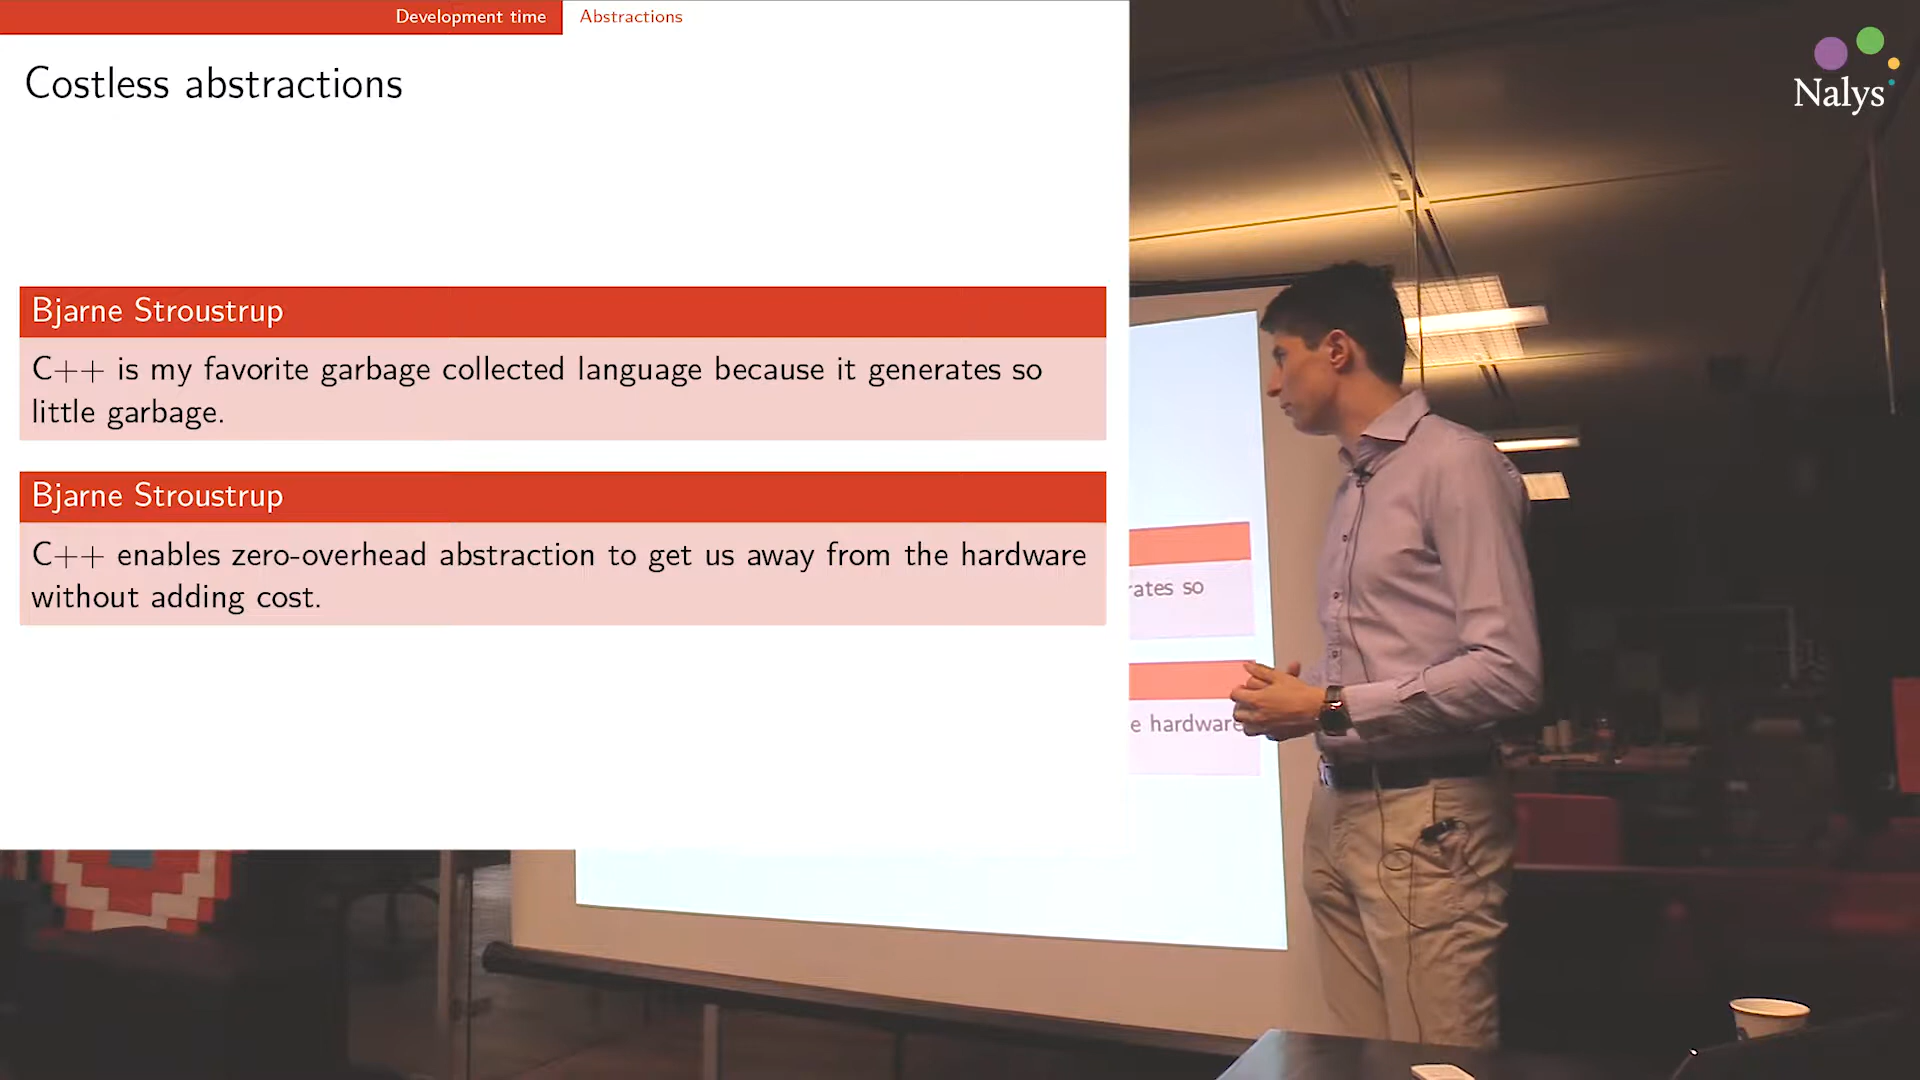 Development time
Abstractions
Costless abstractions
Bjarne Stroustrup
C++ is my favorite garbage collected language because it generates so
little garbage.
Bjarne Stroustrup
C++ enables zero-overhead abstraction to get us away from the hardware
without adding cost.
Nalys
rates so
e hardware